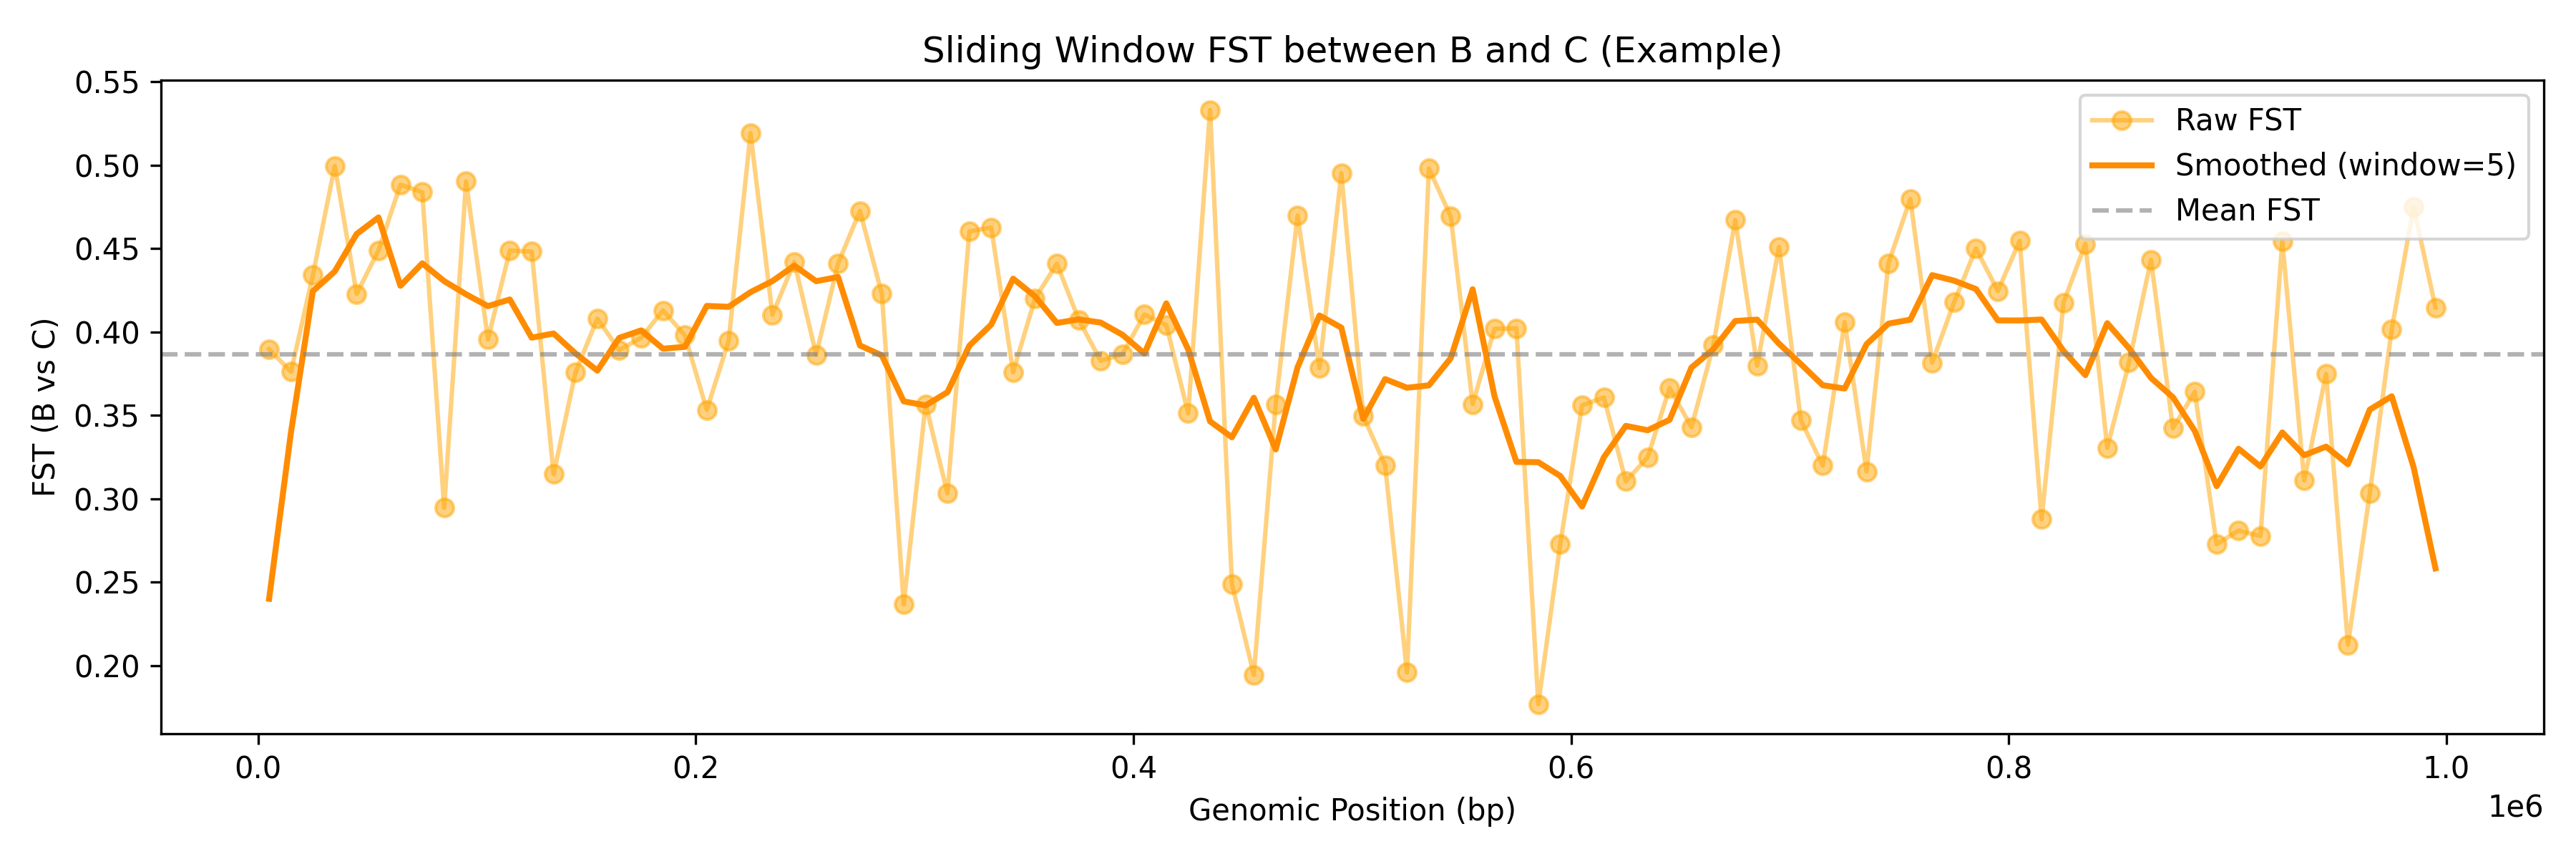 Sliding Window FST between B and C (Example)
FST (B vs C)
0.55
0.50
0.45
0.40
0.35
0.30
0.25
0.20
Raw FST
Smoothed (window=5)
Mean FST
0.0 0.2 0.4 0.6 0.8 1.0
1e6
Genomic Position (bp)